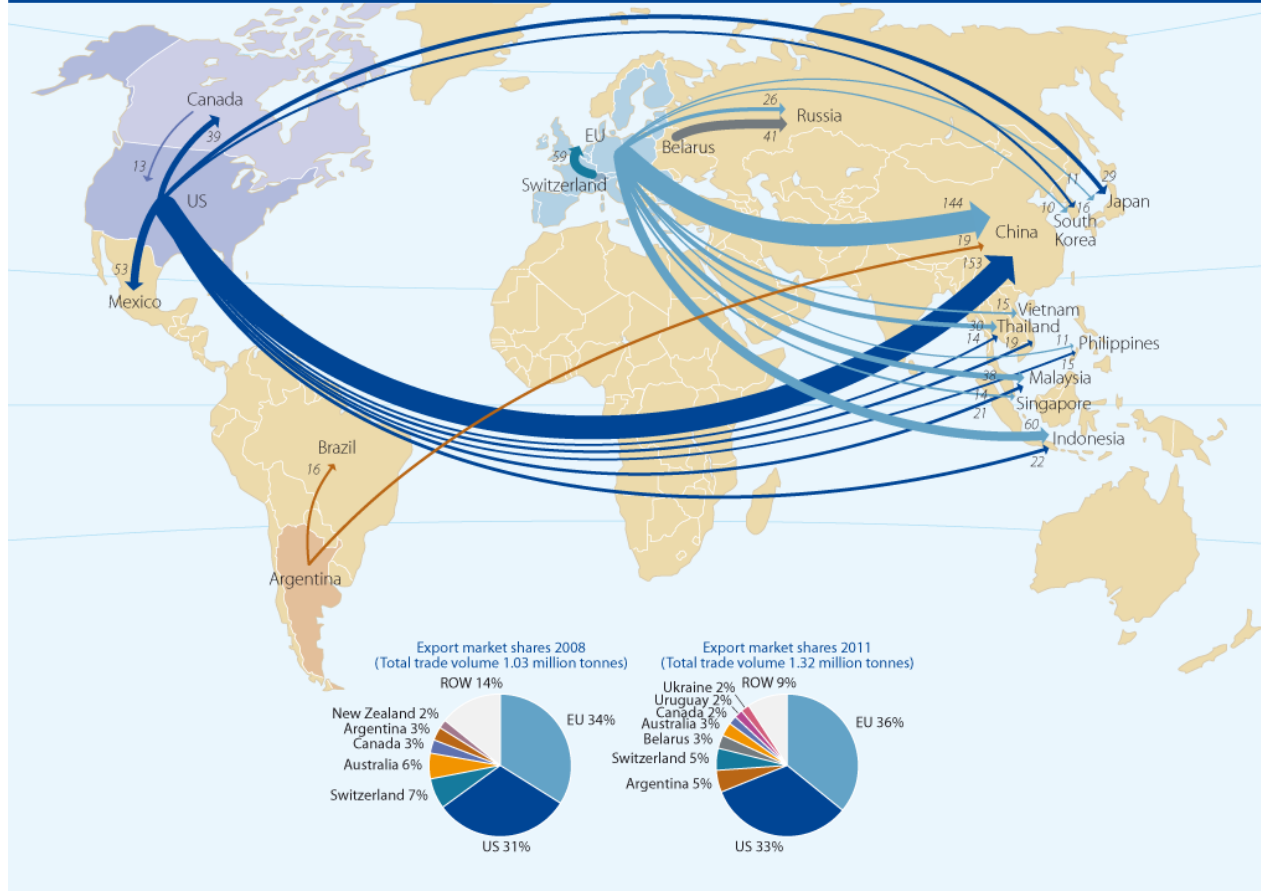 Canada
39
13
US
53
Mexico
EU
59
Switzerland
Belarus
26
41
Russia
144
China
19
153
11
29
Japan
10
16
South
Korea
15
Vietnam
30
Thailand
14
19
11
Philippines
15
38
Malaysia
14
Singapore
21
60
Indonesia
22
Brazil
16
Argentina
Export market shares 2008
(Total trade volume 1.03 million tonnes)
ROW 14%
New Zealand 2%
Argentina 3%
Canada 3%
Australia 6%
Switzerland 7%
EU 34%
US 31%
Export market shares 2011
(Total trade volume 1.32 million tonnes)
ROW 9%
Ukraine 2%
Uruguay 2%
Canada 2%
Australia 3%
Belarus 3%
Switzerland 5%
Argentina 5%
EU 36%
US 33%